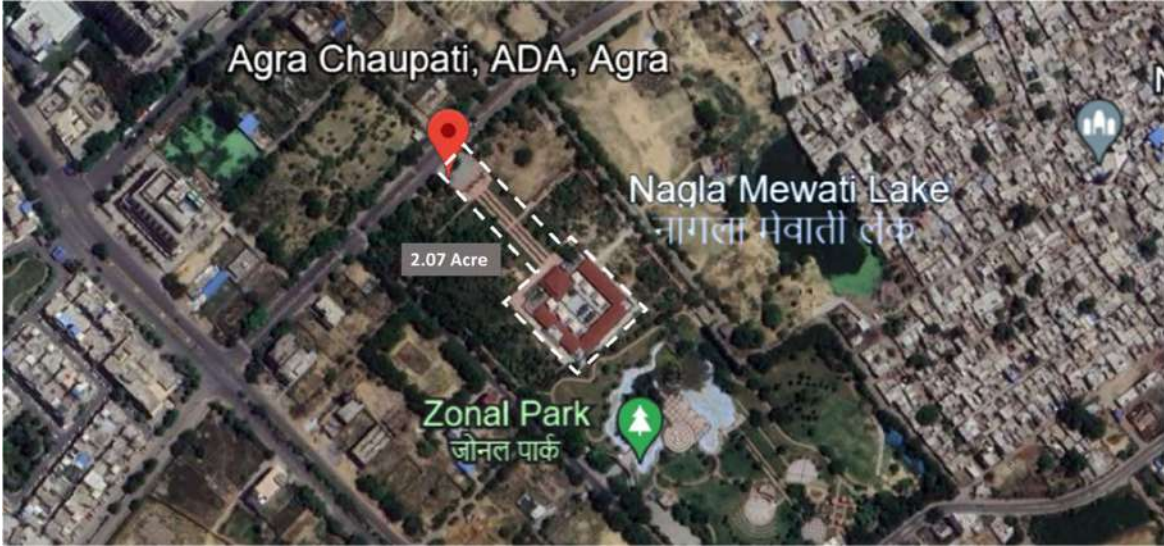 Agra Chaupati, ADA, Agra
N
Nagla Mewati Lake
नागला मेवाती लेक
2.07 Acre
Zonal Park
जोनल पार्क